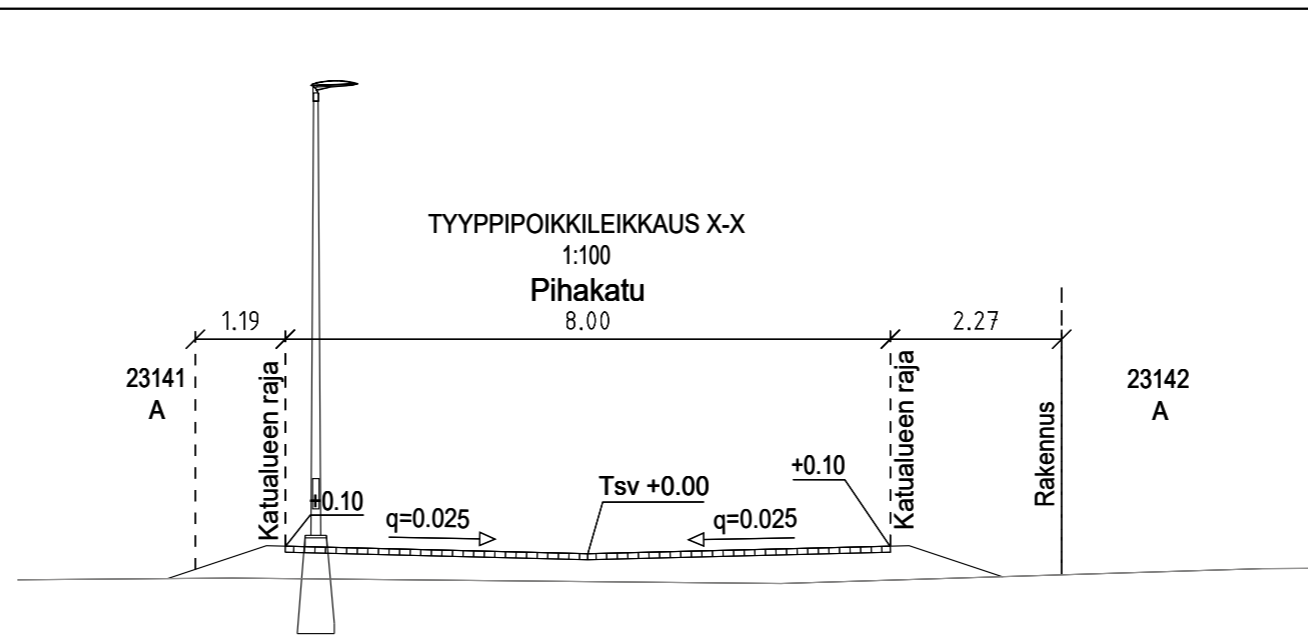 TYYPPIPOIKKILEIKKAUS X-X
1:100
Pihakatu
1.19
8.00
2.27
23141
A
Katualueen raja
Katualueen raja
Rakennus
23142
A
+0.10
q=0.025
Tsv +0.00
q=0.025
+0.10